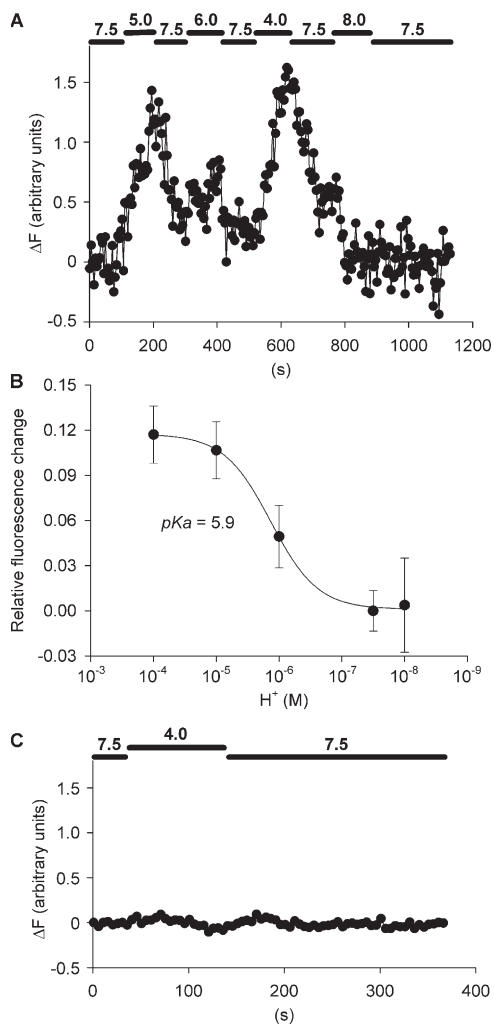 A
7.5 5.0 7.5 6.0 7.5 4.0 7.5 8.0 7.5
ΔF (arbitrary units)
1.5
1.0
0.5
0
-0.5
0 200 400 600 800 1000 1200
(s)
B
Relative fluorescence change
0.15
0.12
0.09
0.06
0.03
0.00
-0.03
pKa = 5.9
10⁻³ 10⁻⁴ 10⁻⁵ 10⁻⁶ 10⁻⁷ 10⁻⁸ 10⁻⁹
H⁺ (M)
C
7.5 4.0 7.5
ΔF (arbitrary units)
1.5
1.0
0.5
0
-0.5
0 100 200 300 400
(s)